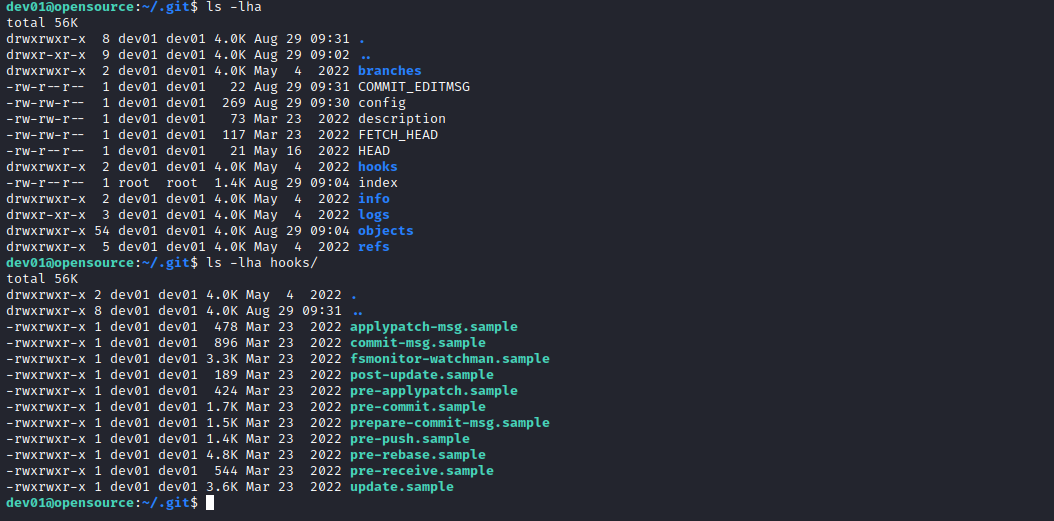 dev01@opensource:~/.git$ ls -lha
total 56K
drwxrwxr-x  8 dev01 dev01 4.0K Aug 29 09:31 .
drwxr-xr-x  9 dev01 dev01 4.0K Aug 29 09:02 ..
drwxrwxr-x  2 dev01 dev01 4.0K May  4  2022 branches
-rw-r--r--  1 dev01 dev01   22 Aug 29 09:31 COMMIT_EDITMSG
-rw-rw-r--  1 dev01 dev01  269 Aug 29 09:30 config
-rw-rw-r--  1 dev01 dev01   73 Mar 23  2022 description
-rw-rw-r--  1 dev01 dev01  117 Mar 23  2022 FETCH_HEAD
-rw-rw-r--  1 dev01 dev01   21 May 16  2022 HEAD
drwxrwxr-x  2 dev01 dev01 4.0K May  4  2022 hooks
-rw-r--r--  1 root  root  1.4K Aug 29 09:04 index
drwxrwxr-x  2 dev01 dev01 4.0K May  4  2022 info
drwxr-xr-x  3 dev01 dev01 4.0K May  4  2022 logs
drwxrwxr-x 54 dev01 dev01 4.0K Aug 29 09:04 objects
drwxrwxr-x  5 dev01 dev01 4.0K May  4  2022 refs
dev01@opensource:~/.git$ ls -lha hooks/
total 56K
drwxrwxr-x 2 dev01 dev01 4.0K May  4  2022 .
drwxrwxr-x 8 dev01 dev01 4.0K Aug 29 09:31 ..
-rwxrwxr-x 1 dev01 dev01  478 Mar 23  2022 applypatch-msg.sample
-rwxrwxr-x 1 dev01 dev01  896 Mar 23  2022 commit-msg.sample
-rwxrwxr-x 1 dev01 dev01 3.3K Mar 23  2022 fsmonitor-watchman.sample
-rwxrwxr-x 1 dev01 dev01  189 Mar 23  2022 post-update.sample
-rwxrwxr-x 1 dev01 dev01  424 Mar 23  2022 pre-applypatch.sample
-rwxrwxr-x 1 dev01 dev01 1.7K Mar 23  2022 pre-commit.sample
-rwxrwxr-x 1 dev01 dev01 1.5K Mar 23  2022 prepare-commit-msg.sample
-rwxrwxr-x 1 dev01 dev01 1.4K Mar 23  2022 pre-push.sample
-rwxrwxr-x 1 dev01 dev01 4.8K Mar 23  2022 pre-rebase.sample
-rwxrwxr-x 1 dev01 dev01  544 Mar 23  2022 pre-receive.sample
-rwxrwxr-x 1 dev01 dev01 3.6K Mar 23  2022 update.sample
dev01@opensource:~/.git$